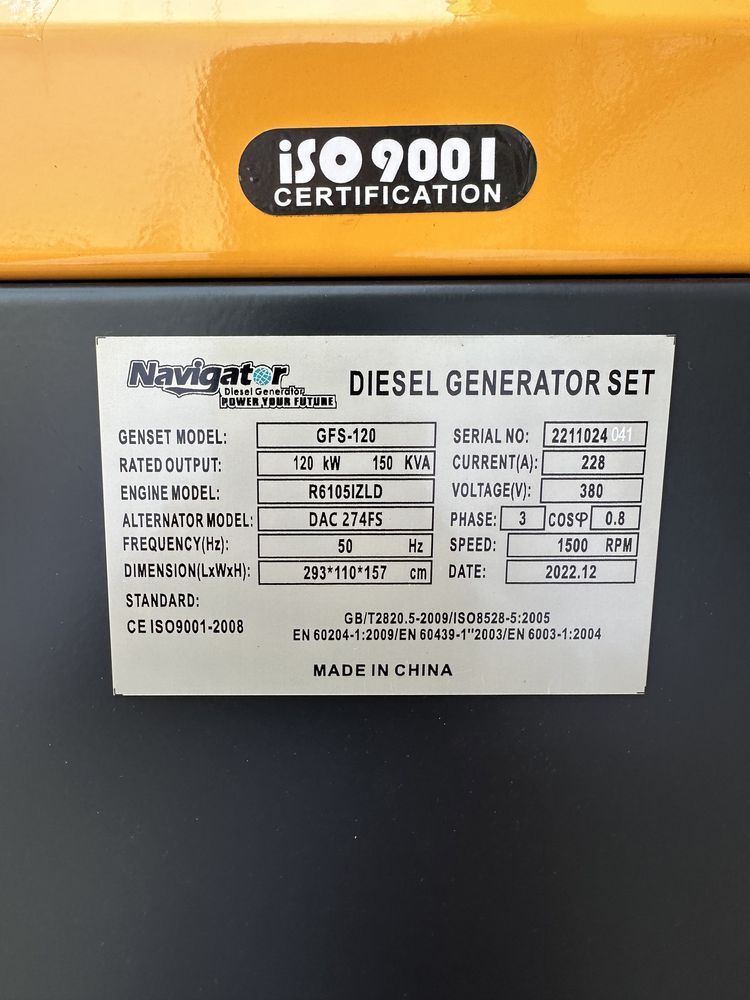 iSO 9001
CERTIFICATION
Navigator
Diesel Generator
POWER YOUR FUTURE
DIESEL GENERATOR SET
GENSET MODEL: GFS-120 SERIAL NO: 2211024 041
RATED OUTPUT: 120 kW 150 KVA CURRENT(A): 228
ENGINE MODEL: R6105IZLD VOLTAGE(V): 380
ALTERNATOR MODEL: DAC 274FS PHASE: 3 COSφ 0.8
FREQUENCY(Hz): 50 Hz SPEED: 1500 RPM
DIMENSION(LxWxH): 293*110*157 cm DATE: 2022.12
STANDARD:
CE ISO9001-2008
GB/T2820.5-2009/ISO8528-5:2005
EN 60204-1:2009/EN 60439-1"2003/EN 6003-1:2004
MADE IN CHINA